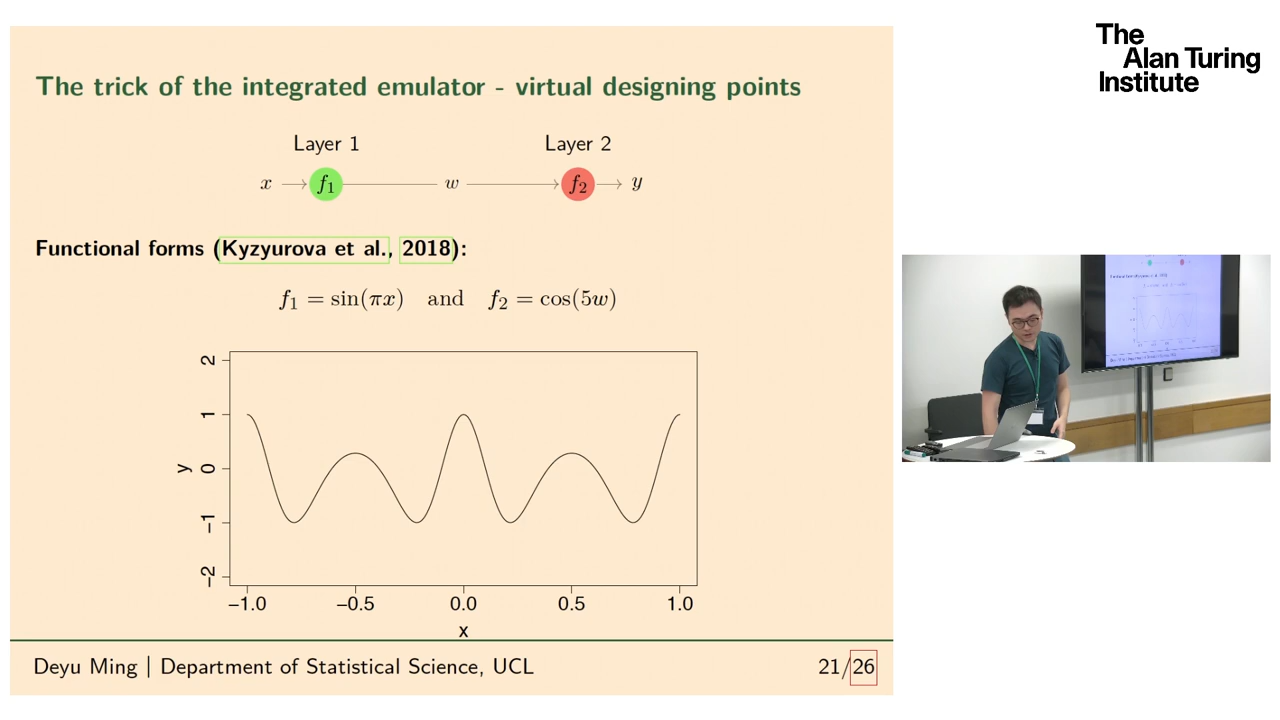 The trick of the integrated emulator - virtual designing points
Layer 1
Layer 2
x
f₁
w
f₂
y
Functional forms (Kyzyurova et al., 2018):
f₁ = sin(πx) and f₂ = cos(5w)
2
1
0
−1
−2
y
−1.0
−0.5
0.0
0.5
1.0
x
Deyu Ming | Department of Statistical Science, UCL
21/26
The
Alan Turing
Institute